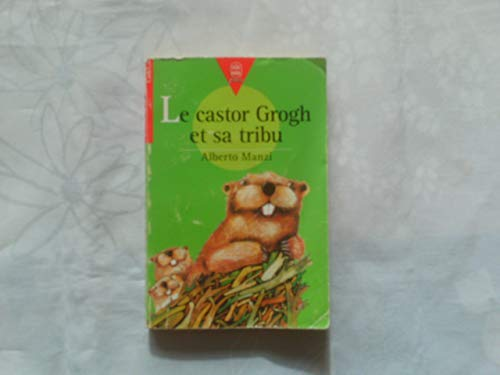 Le castor Grogh
et sa tribu
Alberto Manzi